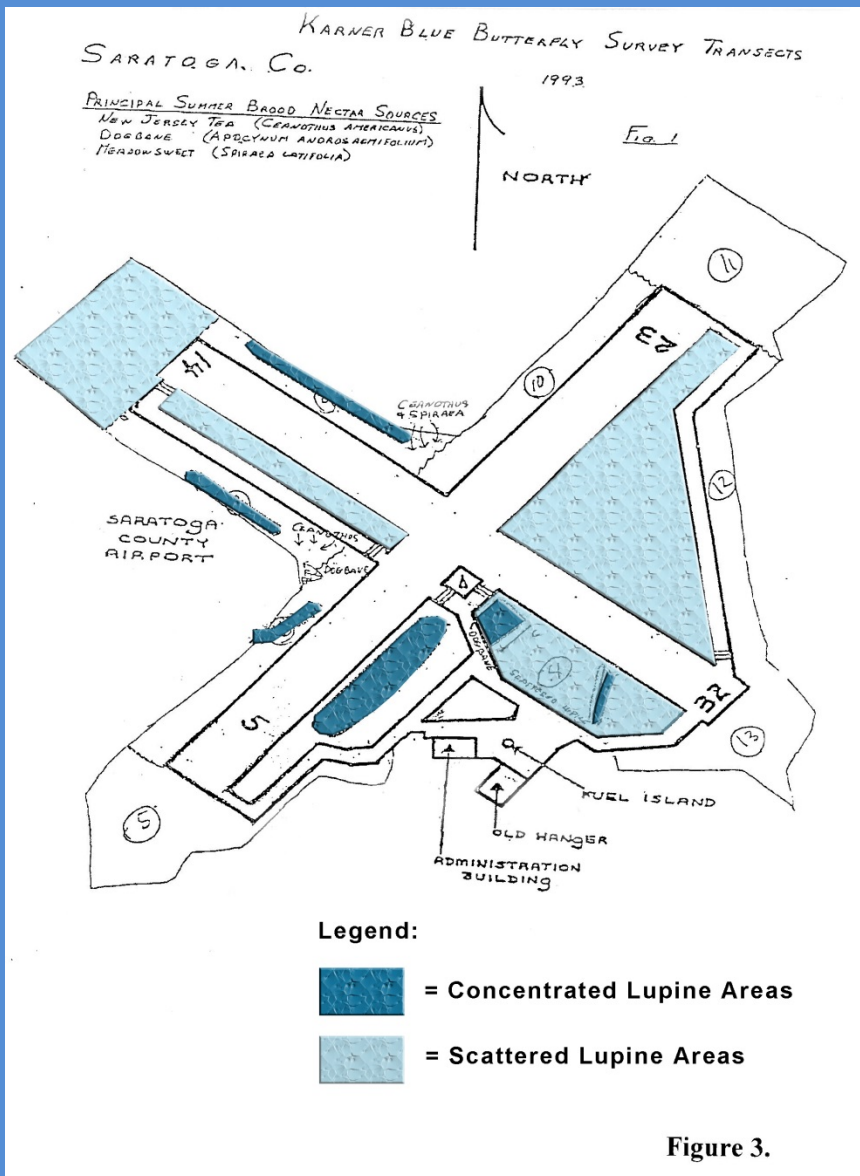 KARNER BLUE BUTTERFLY SURVEY TRANSECTS
SARATOGA. CO.
1993
PRINCIPAL SUMMER BROOD NECTAR SOURCES
NEW JERSEY TEA (CEANOTHUS AMERICANUS)
DOGBANE (APOCYNUM ANDROSAEMIFOLIUM)
MEADOWSWEET (SPIRAEA LATIFOLIA)
FIG. 1
NORTH
11
23
14
10
CEANOTHUS
& SPIRAEA
12
SARATOGA
COUNTY
AIRPORT
CEANOTHUS
DOGBANE
DOGBANE
4
SCATTERED LUPINE
32
5
13
5
FUEL ISLAND
OLD HANGER
ADMINISTRATION
BUILDING
Legend:
= Concentrated Lupine Areas
= Scattered Lupine Areas
Figure 3.